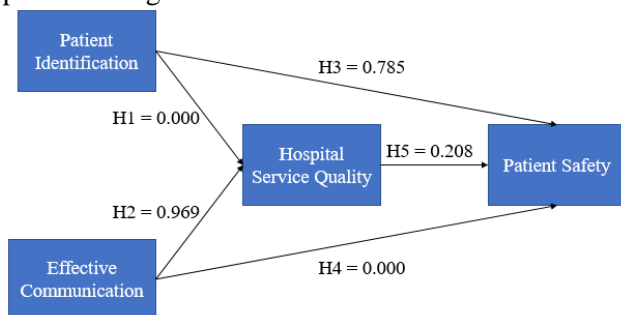 Patient
Identification
H3 = 0.785
H1 = 0.000
Hospital
Service Quality
H5 = 0.208
Patient Safety
H2 = 0.969
Effective
Communication
H4 = 0.000